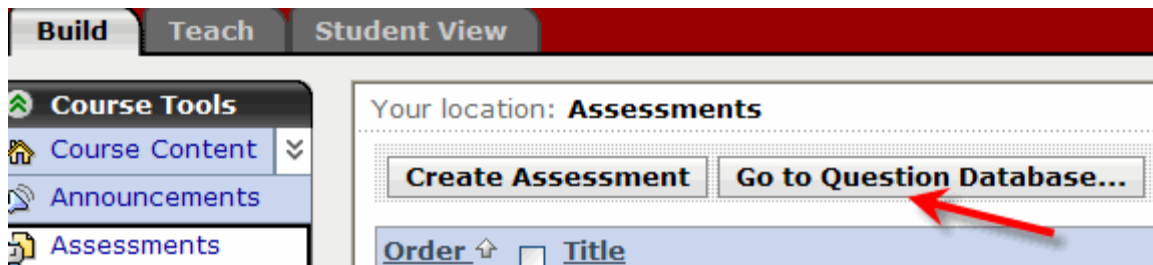 Build Teach Student View
Course Tools
Course Content
Announcements
Assessments
Your location: Assessments
Create Assessment Go to Question Database...
Order Title